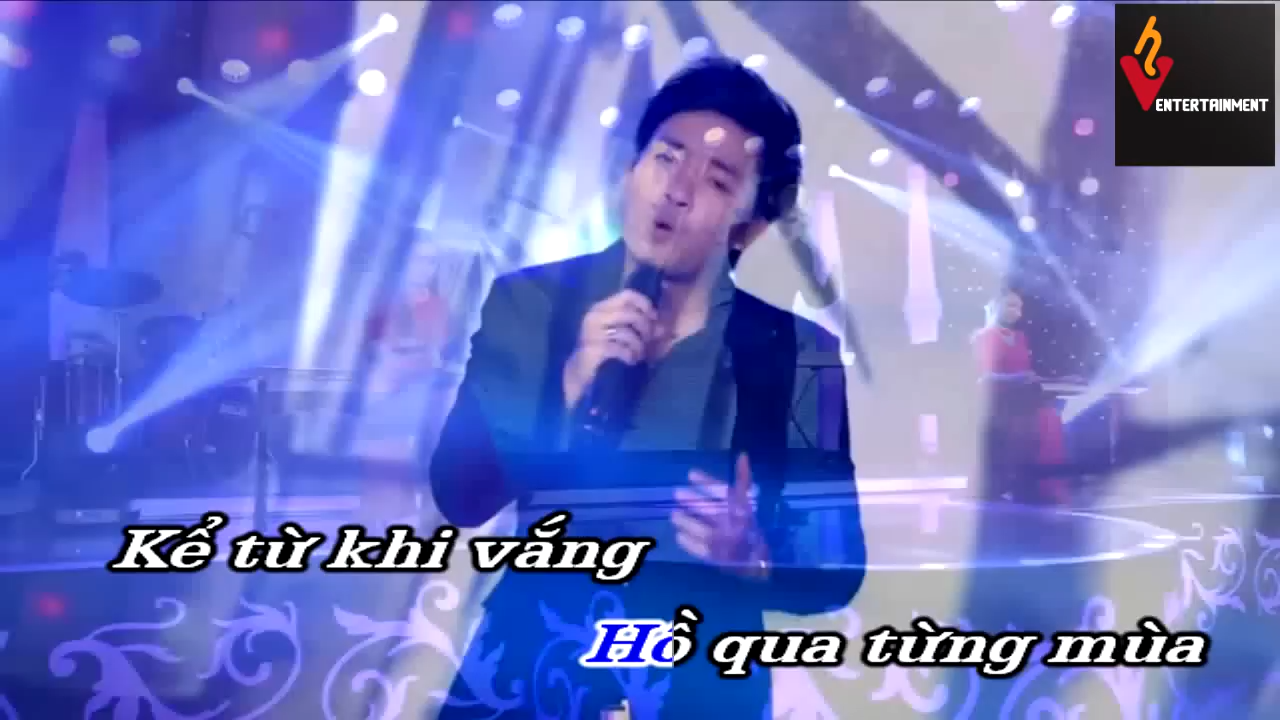 ENTERTAINMENT
Kể từ khi vắng
Hồ qua từng mùa